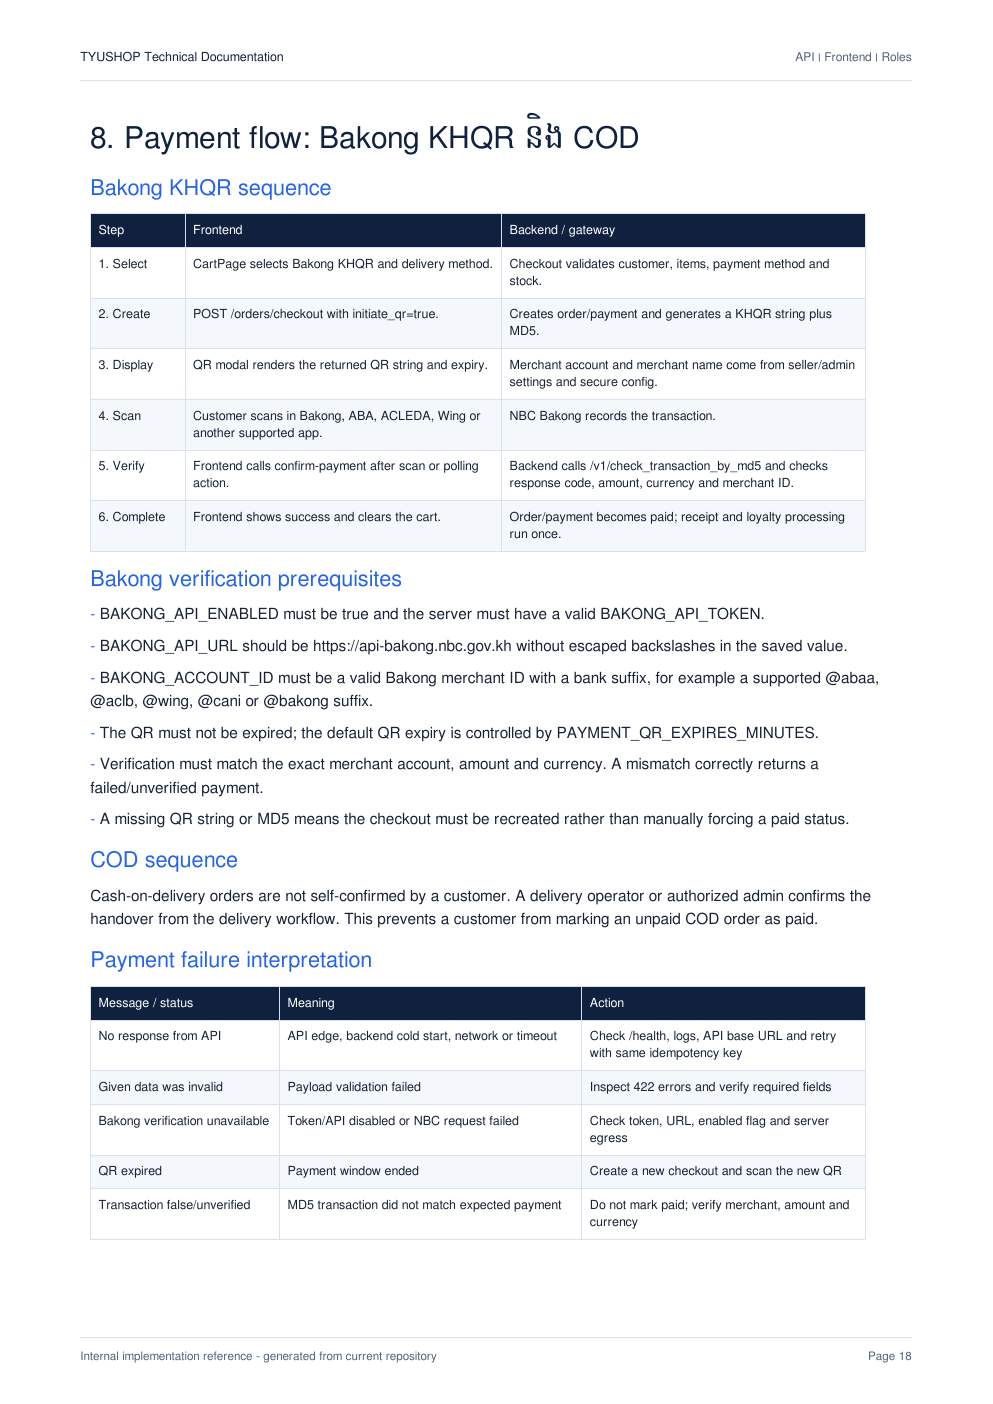 TYUSHOP Technical Documentation
API | Frontend | Roles
8. Payment flow: Bakong KHQR និង COD
Bakong KHQR sequence
Step Frontend Backend / gateway
1. Select CartPage selects Bakong KHQR and delivery method. Checkout validates customer, items, payment method and
stock.
2. Create POST /orders/checkout with initiate_qr=true. Creates order/payment and generates a KHQR string plus
MD5.
3. Display QR modal renders the returned QR string and expiry. Merchant account and merchant name come from seller/admin
settings and secure config.
4. Scan Customer scans in Bakong, ABA, ACLEDA, Wing or NBC Bakong records the transaction.
another supported app.
5. Verify Frontend calls confirm-payment after scan or polling Backend calls /v1/check_transaction_by_md5 and checks
action. response code, amount, currency and merchant ID.
6. Complete Frontend shows success and clears the cart. Order/payment becomes paid; receipt and loyalty processing
run once.
Bakong verification prerequisites
- BAKONG_API_ENABLED must be true and the server must have a valid BAKONG_API_TOKEN.
- BAKONG_API_URL should be https://api-bakong.nbc.gov.kh without escaped backslashes in the saved value.
- BAKONG_ACCOUNT_ID must be a valid Bakong merchant ID with a bank suffix, for example a supported @abaa,
@aclb, @wing, @cani or @bakong suffix.
- The QR must not be expired; the default QR expiry is controlled by PAYMENT_QR_EXPIRES_MINUTES.
- Verification must match the exact merchant account, amount and currency. A mismatch correctly returns a
failed/unverified payment.
- A missing QR string or MD5 means the checkout must be recreated rather than manually forcing a paid status.
COD sequence
Cash-on-delivery orders are not self-confirmed by a customer. A delivery operator or authorized admin confirms the
handover from the delivery workflow. This prevents a customer from marking an unpaid COD order as paid.
Payment failure interpretation
Message / status Meaning Action
No response from API API edge, backend cold start, network or timeout Check /health, logs, API base URL and retry
with same idempotency key
Given data was invalid Payload validation failed Inspect 422 errors and verify required fields
Bakong verification unavailable Token/API disabled or NBC request failed Check token, URL, enabled flag and server
egress
QR expired Payment window ended Create a new checkout and scan the new QR
Transaction false/unverified MD5 transaction did not match expected payment Do not mark paid; verify merchant, amount and
currency
Internal implementation reference - generated from current repository
Page 18